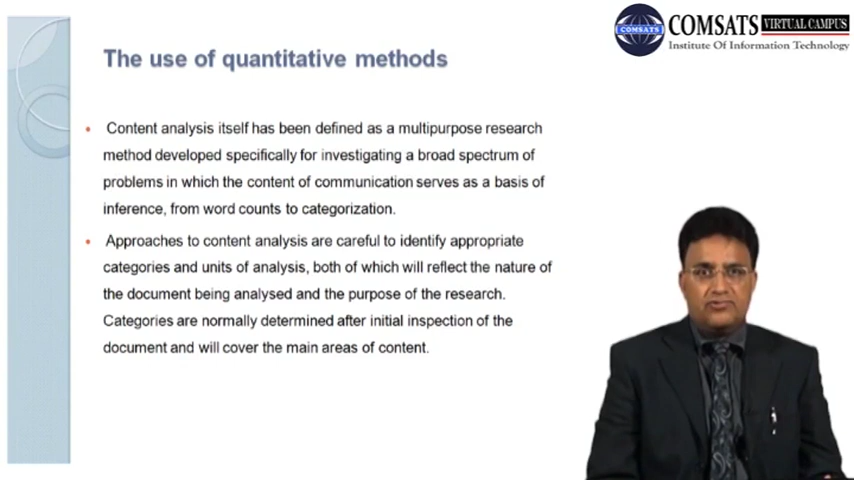 COMSATS VIRTUAL CAMPUS
COMSATS
Institute Of Information Technology
The use of quantitative methods
• Content analysis itself has been defined as a multipurpose research
method developed specifically for investigating a broad spectrum of
problems in which the content of communication serves as a basis of
inference, from word counts to categorization.
• Approaches to content analysis are careful to identify appropriate
categories and units of analysis, both of which will reflect the nature of
the document being analysed and the purpose of the research.
Categories are normally determined after initial inspection of the
document and will cover the main areas of content.